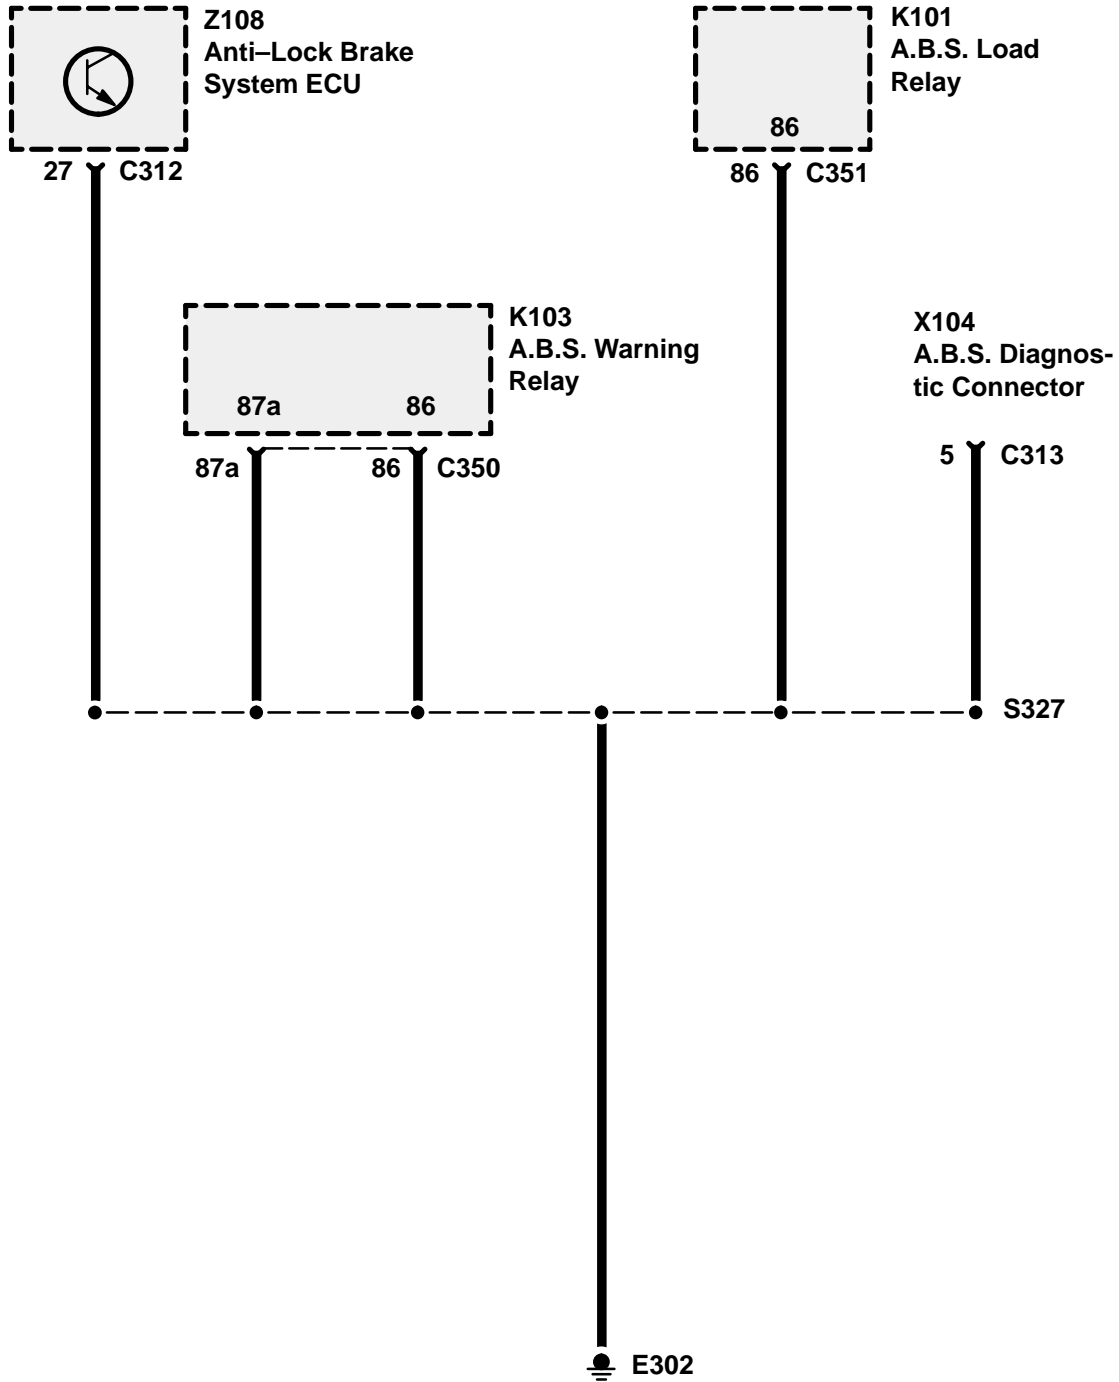 Z108
Anti–Lock Brake
System ECU
K101
A.B.S. Load
Relay
86
27 C312
86 C351
K103
A.B.S. Warning
Relay
X104
A.B.S. Diagnos-
tic Connector
87a 86
87a 86 C350
5 C313
S327
E302